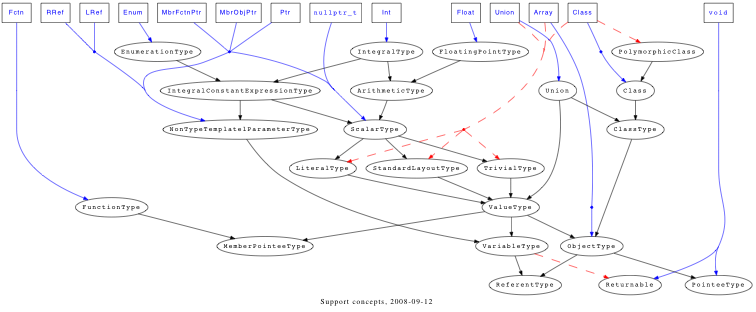 Fctn RRef LRef Enum MbrFctnPtr MbrObjPtr Ptr nullptr_t Int Float Union Array Class void
EnumerationType IntegralType FloatingPointType PolymorphicClass
IntegralConstantExpressionType ArithmeticType Union Class
NonTypeTemplatelParameterType ScalarType ClassType
LiteralType StandardLayoutType TrivialType
FunctionType ValueType
MemberPointeeType VariableType ObjectType
ReferentType Returnable PointeeType
Support concepts, 2008-09-12